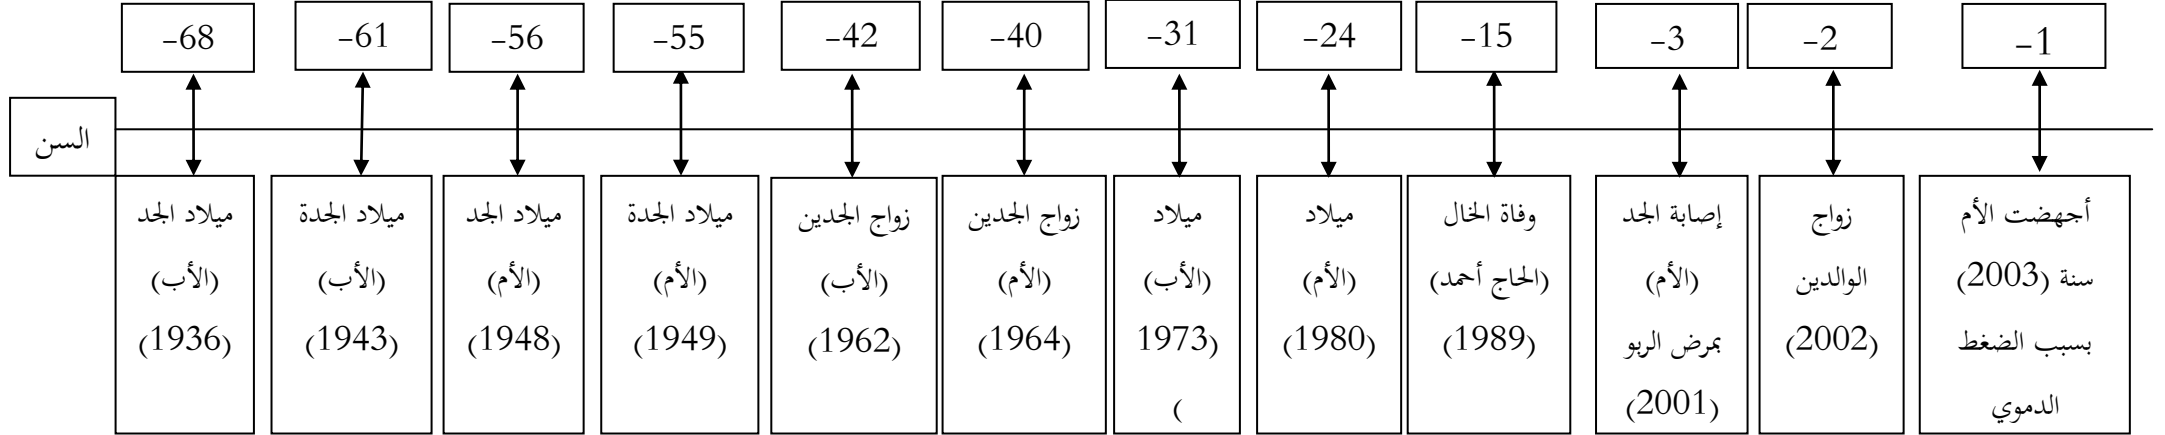 -68
-61
-56
-55
-42
-40
-31
-24
-15
-3
-2
-1
السن
ميلاد الجد
(الأب)
(1936)
ميلاد الجدة
(الأب)
(1943)
ميلاد الجد
(الأم)
(1948)
ميلاد الجدة
(الأم)
(1949)
زواج الجدين
(الأب)
(1962)
زواج الجدين
(الأم)
(1964)
ميلاد
(الأب)
(1973
)
ميلاد
(الأم)
(1980)
وفاة الخال
(الحاج أحمد)
(1989)
إصابة الجد
(الأم)
بمرض الربو
(2001)
زواج
الوالدين
(2002)
أجهضت الأم
سنة (2003)
بسبب الضغط
الدموي